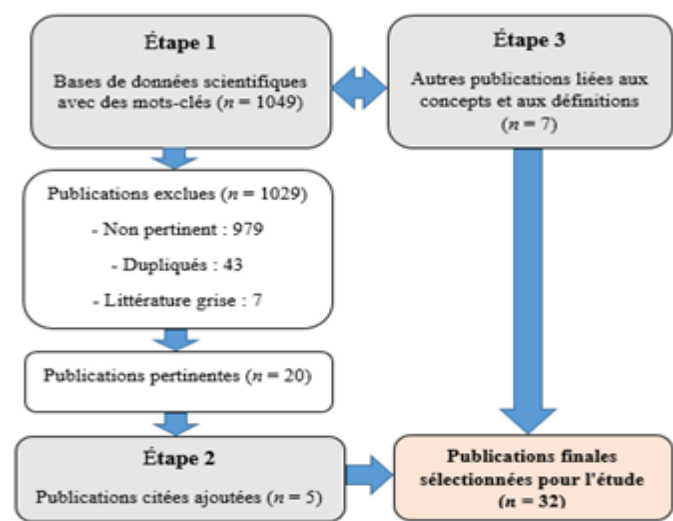 Étape 1
Bases de données scientifiques
avec des mots-clés (n = 1049)
Étape 3
Autres publications liées aux
concepts et aux définitions
(n = 7)
Publications exclues (n = 1029)
- Non pertinent : 979
- Dupliqués : 43
- Littérature grise : 7
Publications pertinentes (n = 20)
Étape 2
Publications citées ajoutées (n = 5)
Publications finales
sélectionnées pour l'étude
(n = 32)